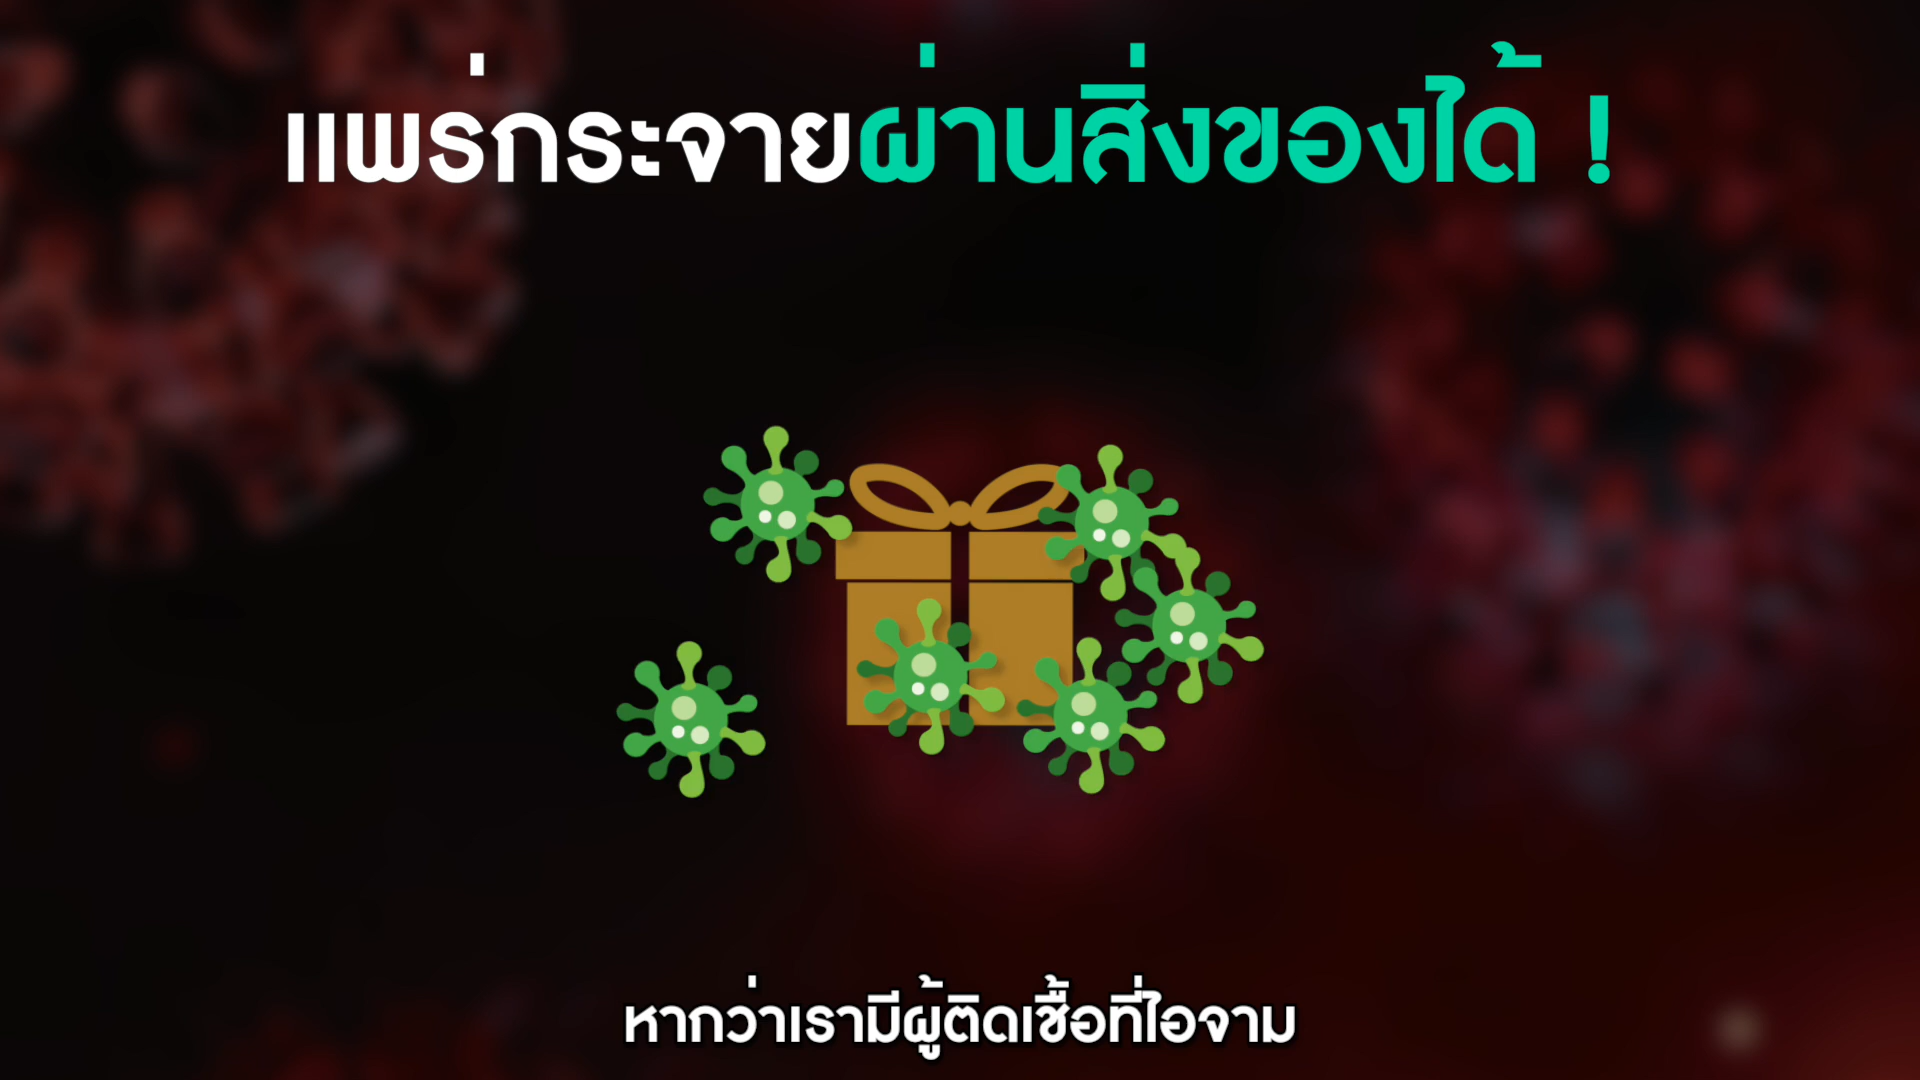 แพร่กระจายผ่านสิ่งของได้ !
หากว่าเรามีผู้ติดเชื้อที่ไอจาม